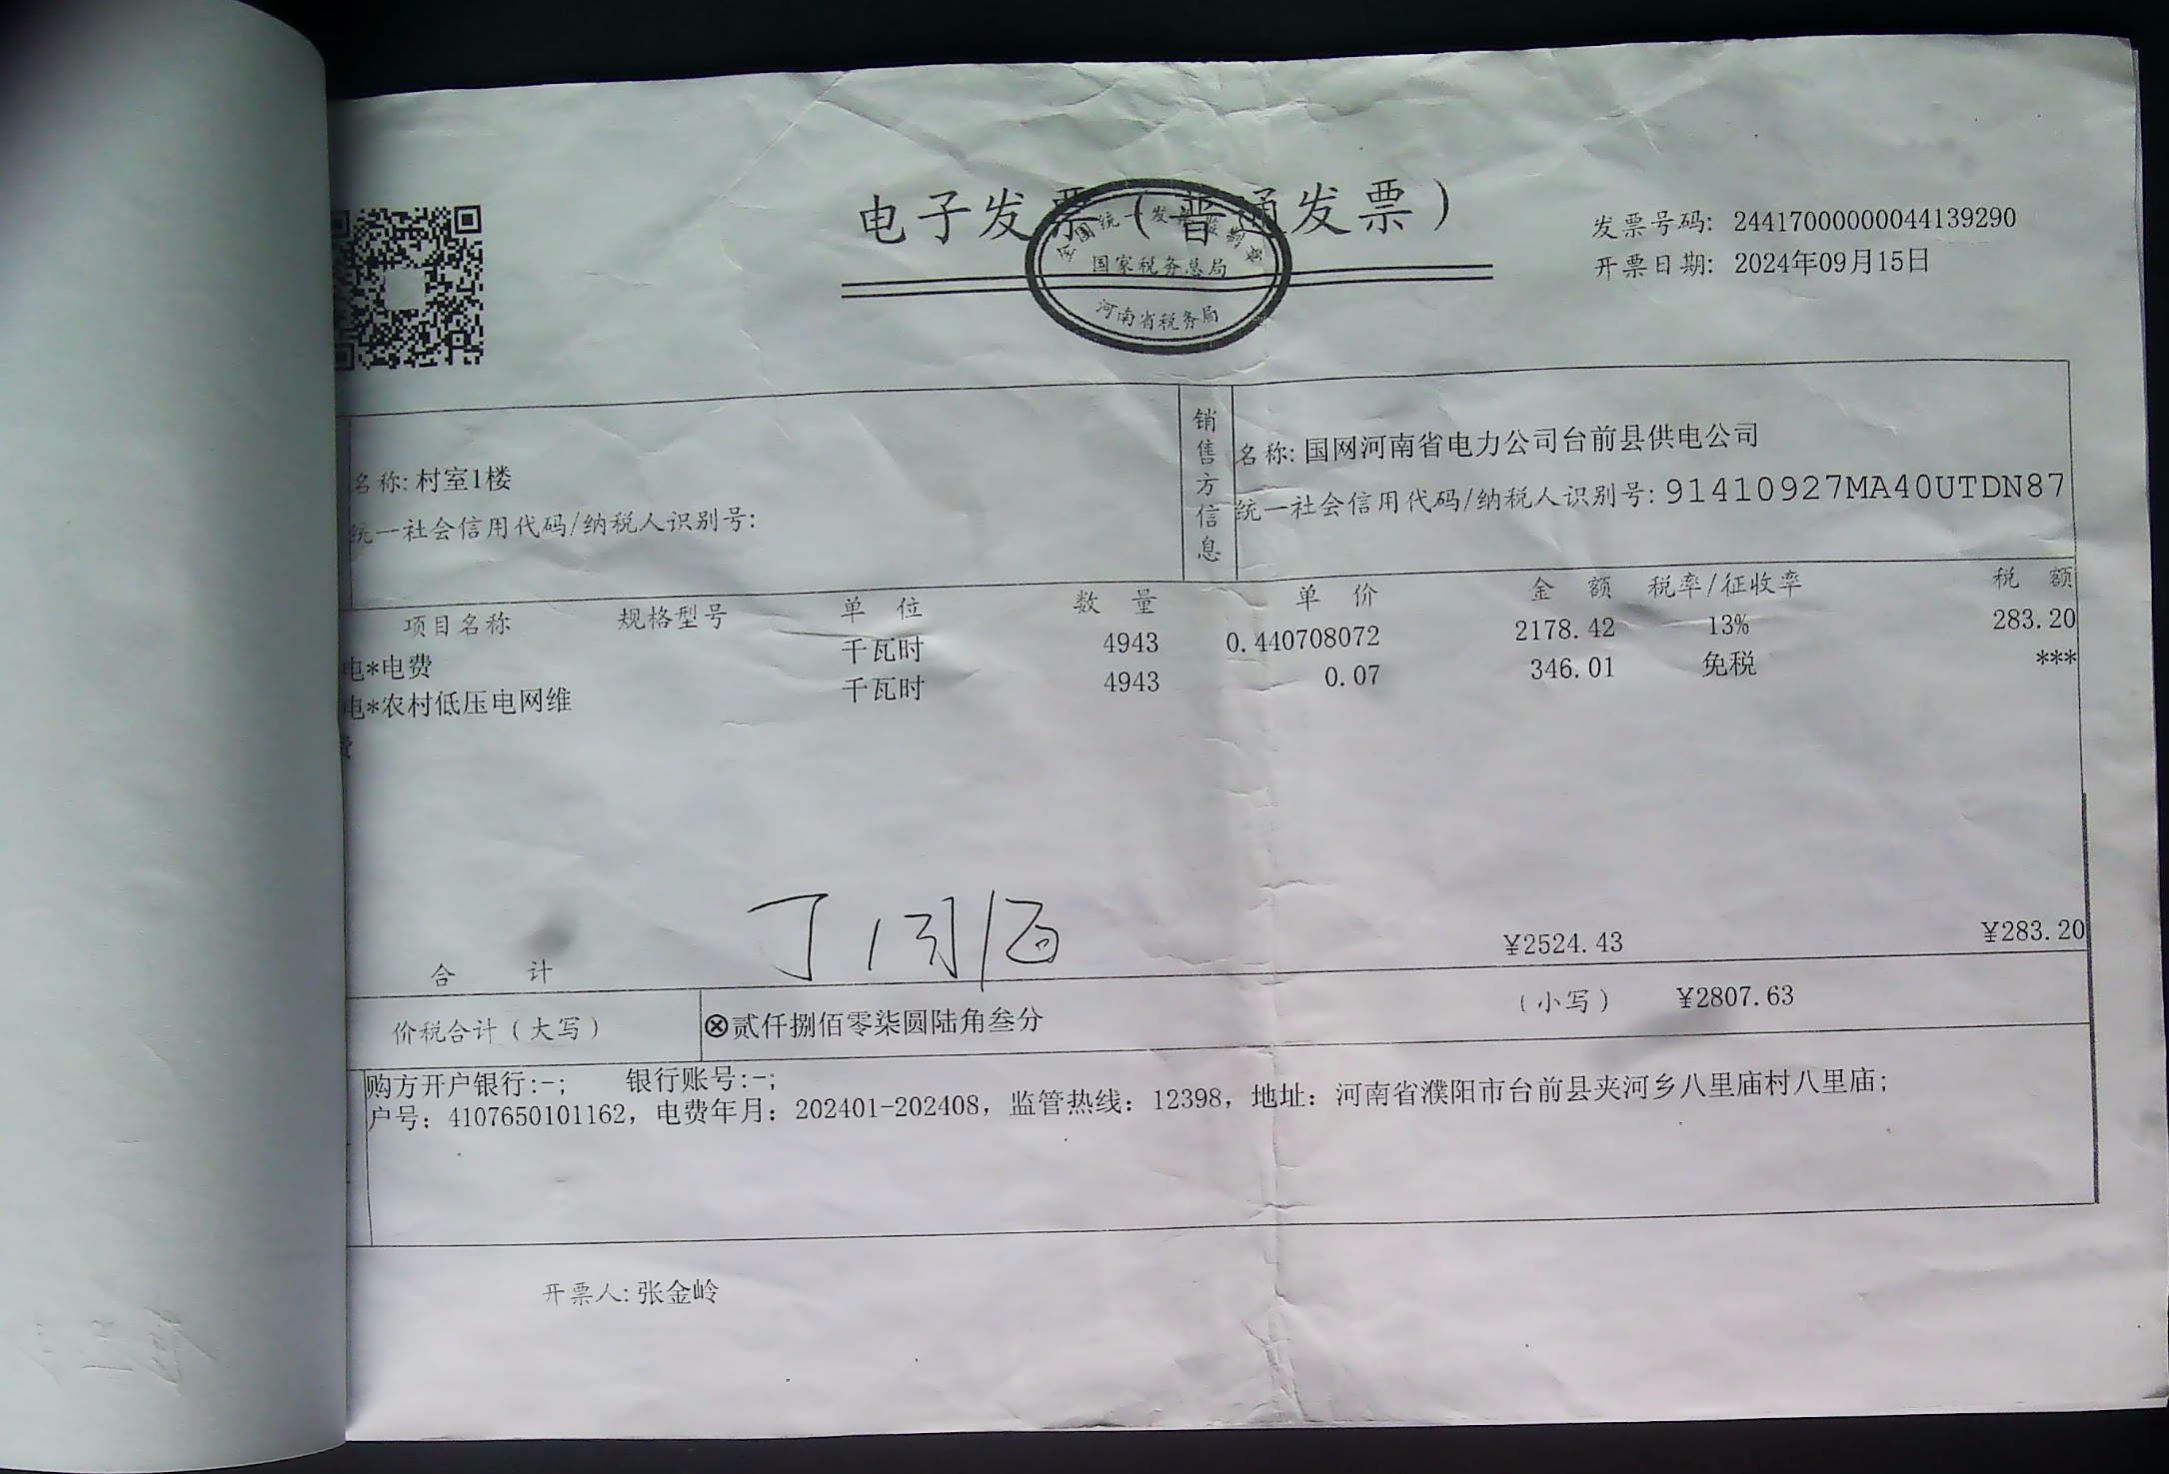 电子发票（普通发票）
全国统一发票监制章
国家税务总局
河南省税务局
发票号码: 24417000000044139290
开票日期: 2024年09月15日
名称: 村室1楼
统一社会信用代码/纳税人识别号:
销售方信息
名称: 国网河南省电力公司台前县供电公司
统一社会信用代码/纳税人识别号: 91410927MA40UTDN87
项目名称 规格型号 单 位 数 量 单 价 金 额 税率/征收率 税 额
电*电费 千瓦时 4943 0.440708072 2178.42 13% 283.20
电*农村低压电网维 千瓦时 4943 0.07 346.01 免税 ***
费
合 计 ¥2524.43 ¥283.20
价税合计（大写） ⊗贰仟捌佰零柒圆陆角叁分 （小写） ¥2807.63
购方开户银行:-; 银行账号:-;
户号: 4107650101162, 电费年月: 202401-202408, 监管热线: 12398, 地址: 河南省濮阳市台前县夹河乡八里庙村八里庙;
开票人: 张金岭